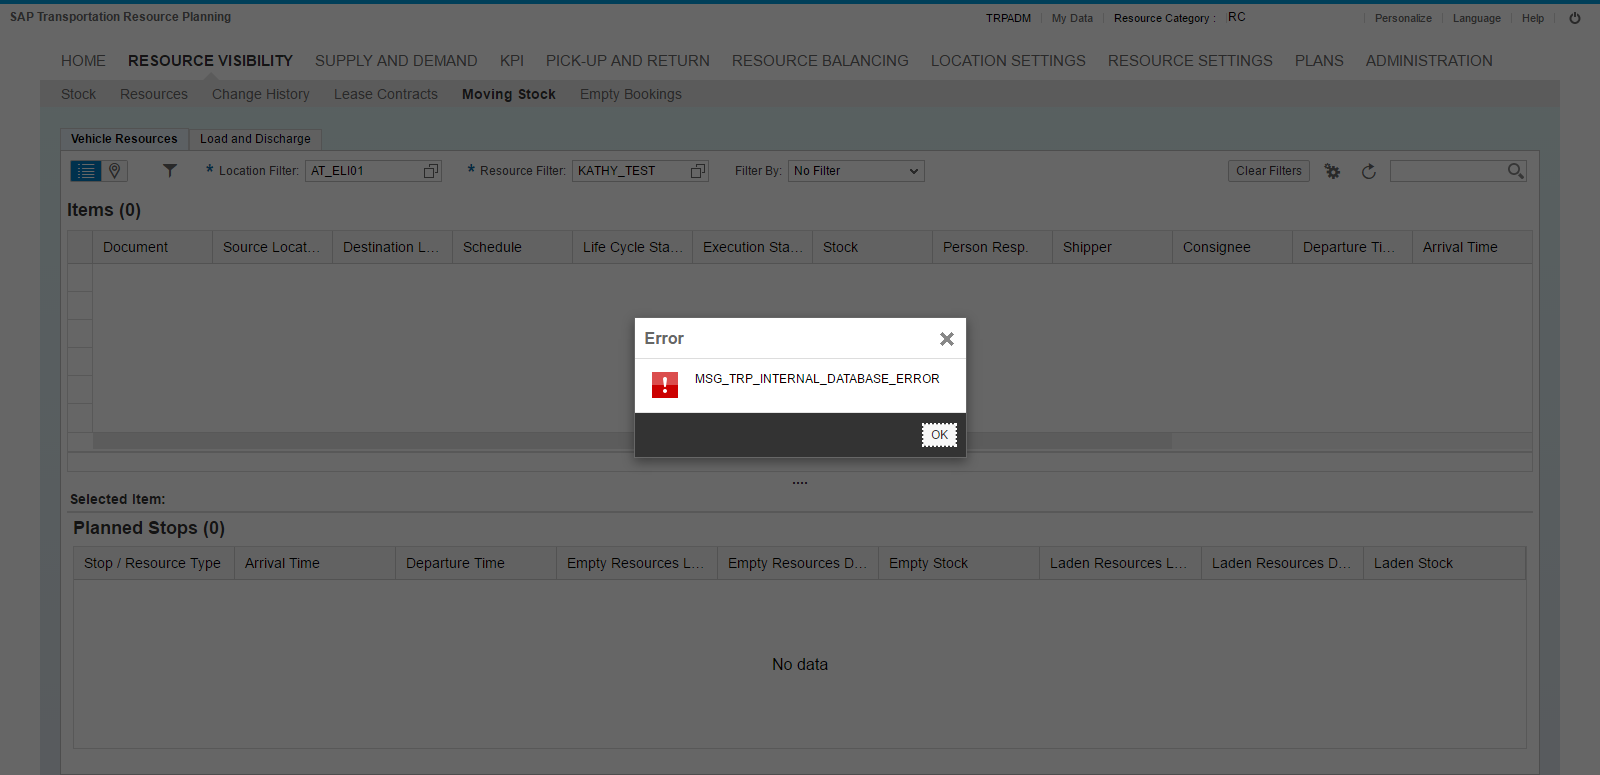 SAP Transportation Resource Planning
TRPADM My Data Resource Category : RC Personalize Language Help
HOME RESOURCE VISIBILITY SUPPLY AND DEMAND KPI PICK-UP AND RETURN RESOURCE BALANCING LOCATION SETTINGS RESOURCE SETTINGS PLANS ADMINISTRATION
Stock Resources Change History Lease Contracts Moving Stock Empty Bookings
Vehicle Resources Load and Discharge
* Location Filter: AT_ELI01 * Resource Filter: KATHY_TEST Filter By: No Filter Clear Filters
Items (0)
Document Source Locat... Destination L... Schedule Life Cycle Sta... Execution Sta... Stock Person Resp. Shipper Consignee Departure Ti... Arrival Time
Error
MSG_TRP_INTERNAL_DATABASE_ERROR
OK
Selected Item:
Planned Stops (0)
Stop / Resource Type Arrival Time Departure Time Empty Resources L... Empty Resources D... Empty Stock Laden Resources L... Laden Resources D... Laden Stock
No data